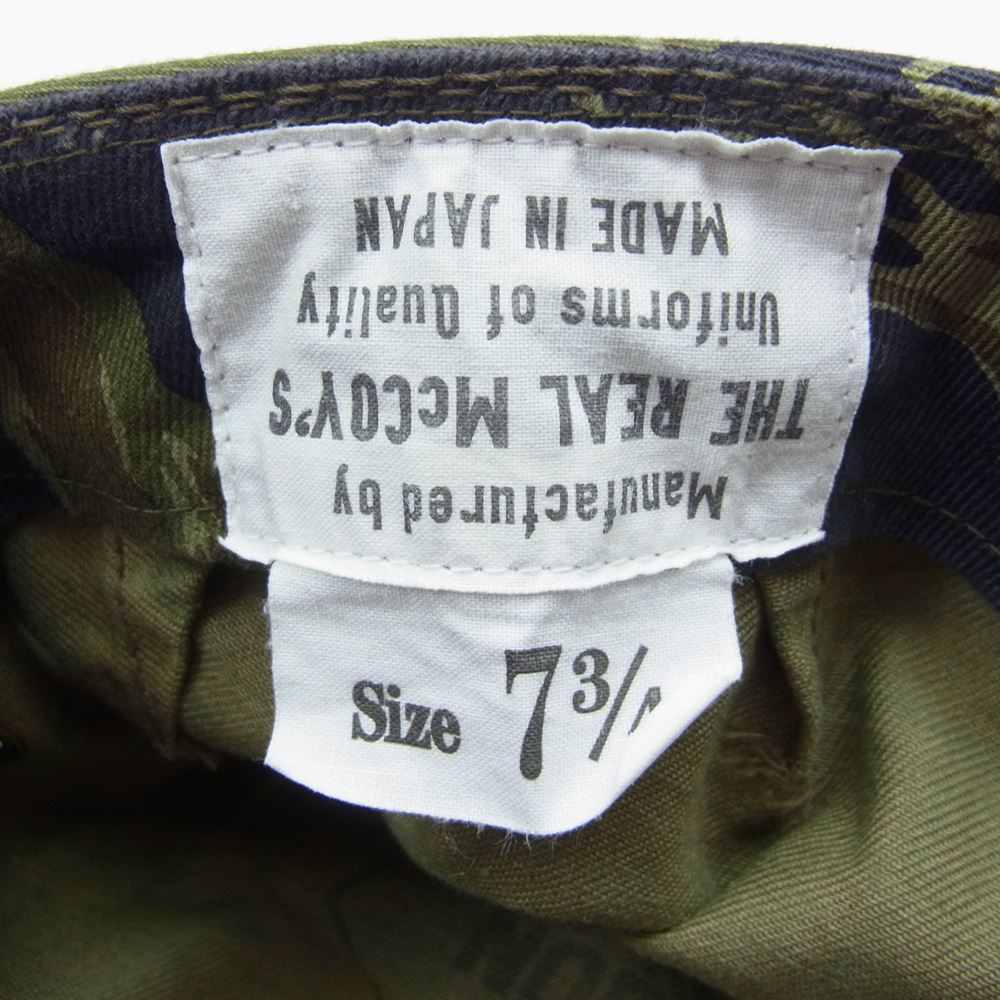 Manufactured by
THE REAL McCOY'S
Uniforms of Quality
MADE IN JAPAN
Size 7 3/